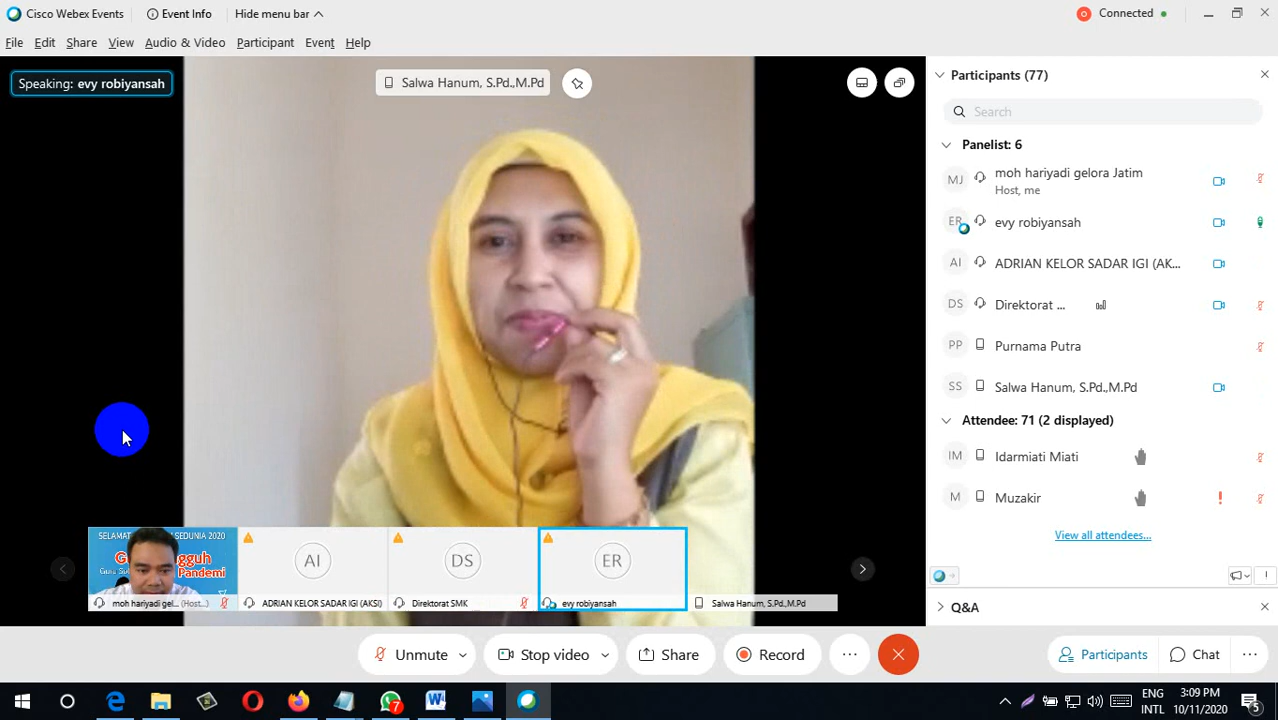 Cisco Webex Events
Event Info
Hide menu bar
Connected
File Edit Share View Audio & Video Participant Event Help
Speaking: evy robiyansah
Salwa Hanum, S.Pd.,M.Pd
Participants (77)
Search
Panelist: 6
MJ moh hariyadi gelora Jatim
Host, me
ER evy robiyansah
AI ADRIAN KELOR SADAR IGI (AK...
DS Direktorat ...
PP Purnama Putra
SS Salwa Hanum, S.Pd.,M.Pd
Attendee: 71 (2 displayed)
IM Idarmiati Miati
M Muzakir
View all attendees...
Q&A
SEDUNIA 2020
Pandemi
AI
DS
ER
moh hariyadi gel... (Host...)
ADRIAN KELOR SADAR IGI (AKSI)
Direktorat SMK
evy robiyansah
Salwa Hanum, S.Pd.,M.Pd
Unmute
Stop video
Share
Record
Participants
Chat
7
ENG
INTL
3:09 PM
10/11/2020
5